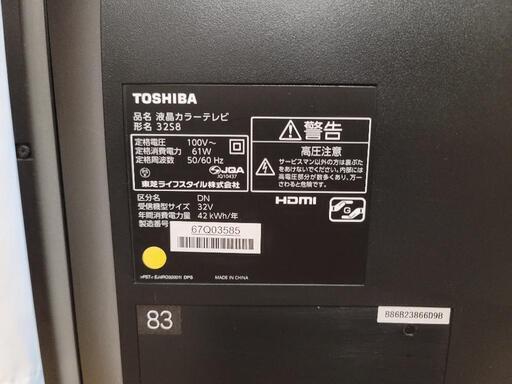 TOSHIBA
品名 液晶カラーテレビ
形名 32S8
定格電圧 100V～
定格消費電力 61W
定格周波数 50/60 Hz
JQA
JQ10437
東芝ライフスタイル株式会社
区分名 DN
受信機型サイズ 32V
年間消費電力量 42 kWh/年
製造番号
67Q03585
MADE IN CHINA
警告
高圧注意
サービスマン以外の方は裏ぶたをあけないでください。内部には高電圧部分が数多くあり、万一さわると危険です。
HDMI
83
B86B23866D9B